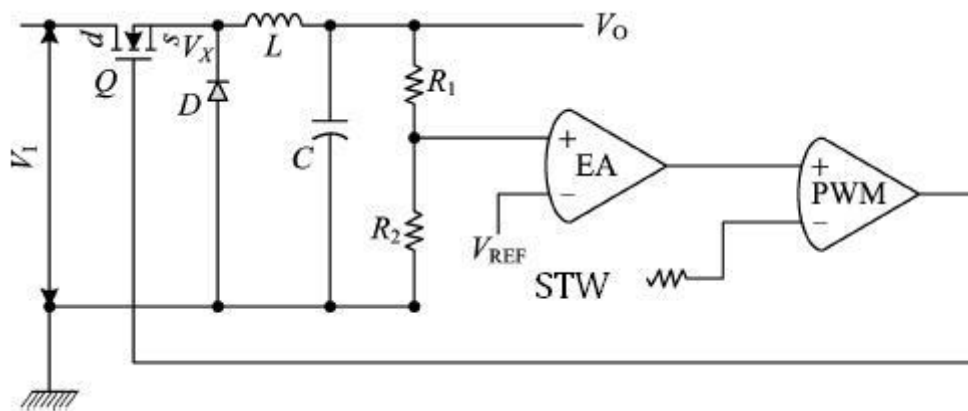 d
s
V_X
L
V_O
Q
D
R_1
C
V_1
R_2
+
EA
−
V_REF
+
PWM
−
STW